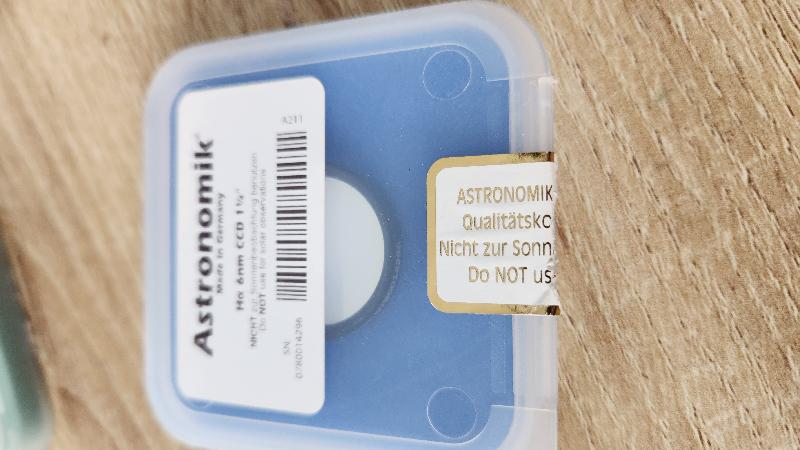 Astronomik®
Made in Germany
Hα 6nm CCD 1¼"
NICHT zur Sonnenbeobachtung benutzen
Do NOT use for solar observations
A211
SN:
0780014296
ASTRONOMIK
Qualitätsko
Nicht zur Sonn
Do NOT us